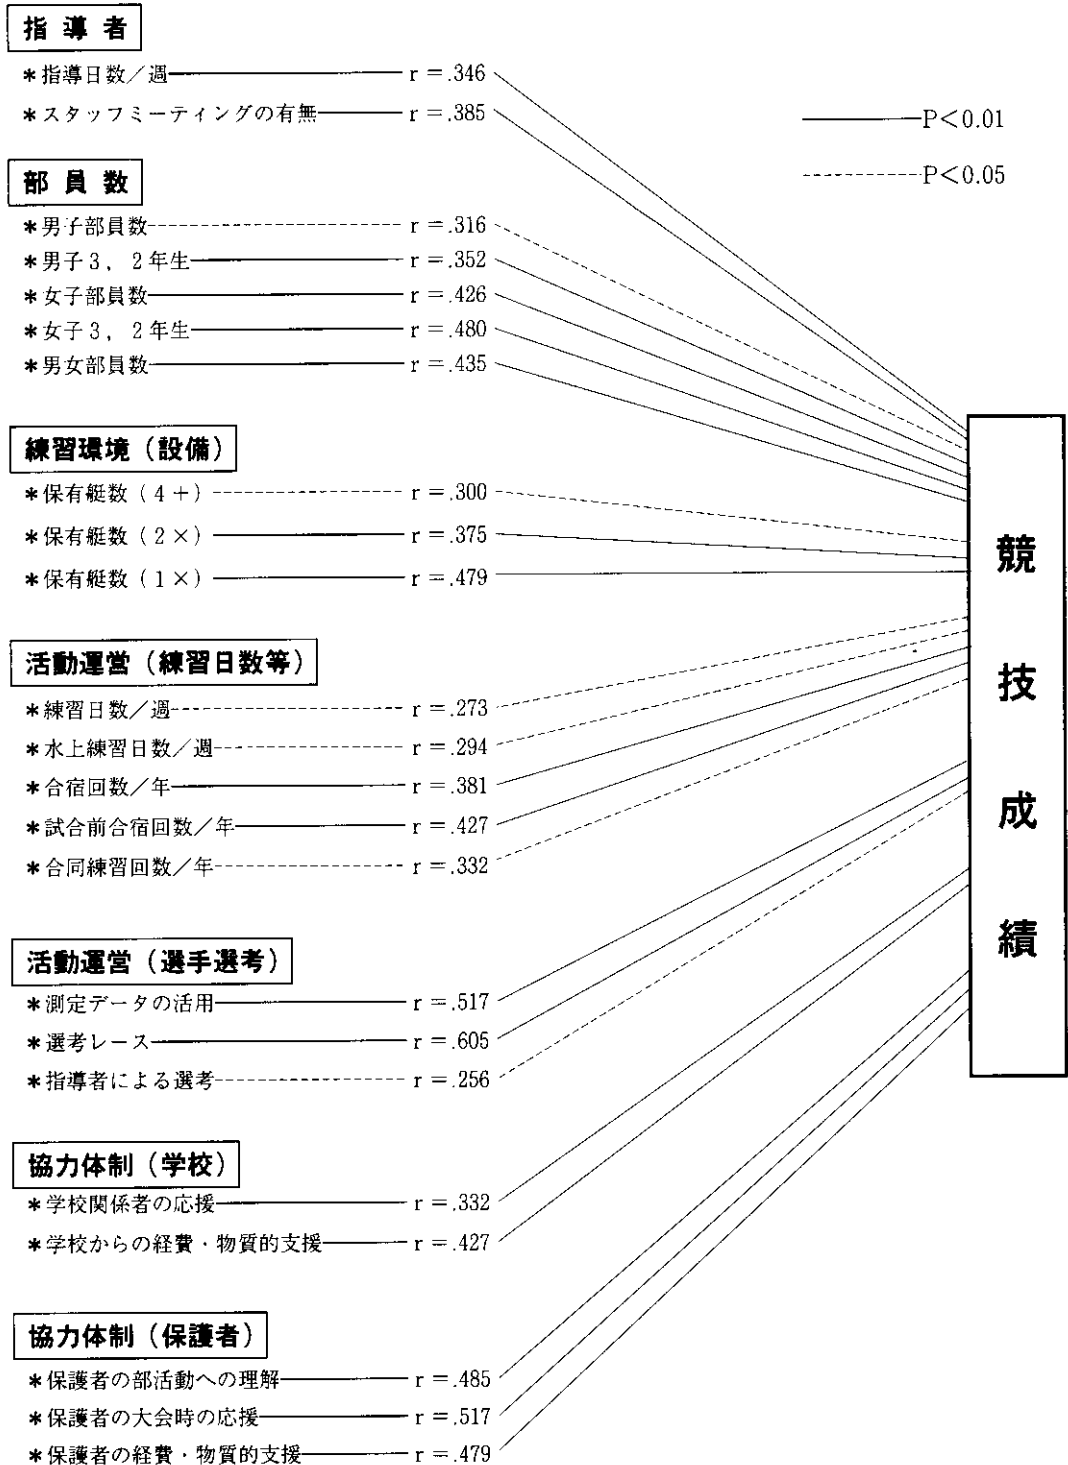 指導者
*指導日数/週 r=.346
*スタッフミーティングの有無 r=.385
P<0.01
P<0.05
部員数
*男子部員数 r=.316
*男子3,2年生 r=.352
*女子部員数 r=.426
*女子3,2年生 r=.480
*男女部員数 r=.435
練習環境(設備)
*保有艇数(4+) r=.300
*保有艇数(2×) r=.375
*保有艇数(1×) r=.479
活動運営(練習日数等)
*練習日数/週 r=.273
*水上練習日数/週 r=.294
*合宿回数/年 r=.381
*試合前合宿回数/年 r=.427
*合同練習回数/年 r=.332
活動運営(選手選考)
*測定データの活用 r=.517
*選考レース r=.605
*指導者による選考 r=.256
協力体制(学校)
*学校関係者の応援 r=.332
*学校からの経費・物質的支援 r=.427
協力体制(保護者)
*保護者の部活動への理解 r=.485
*保護者の大会時の応援 r=.517
*保護者の経費・物質的支援 r=.479
競技成績